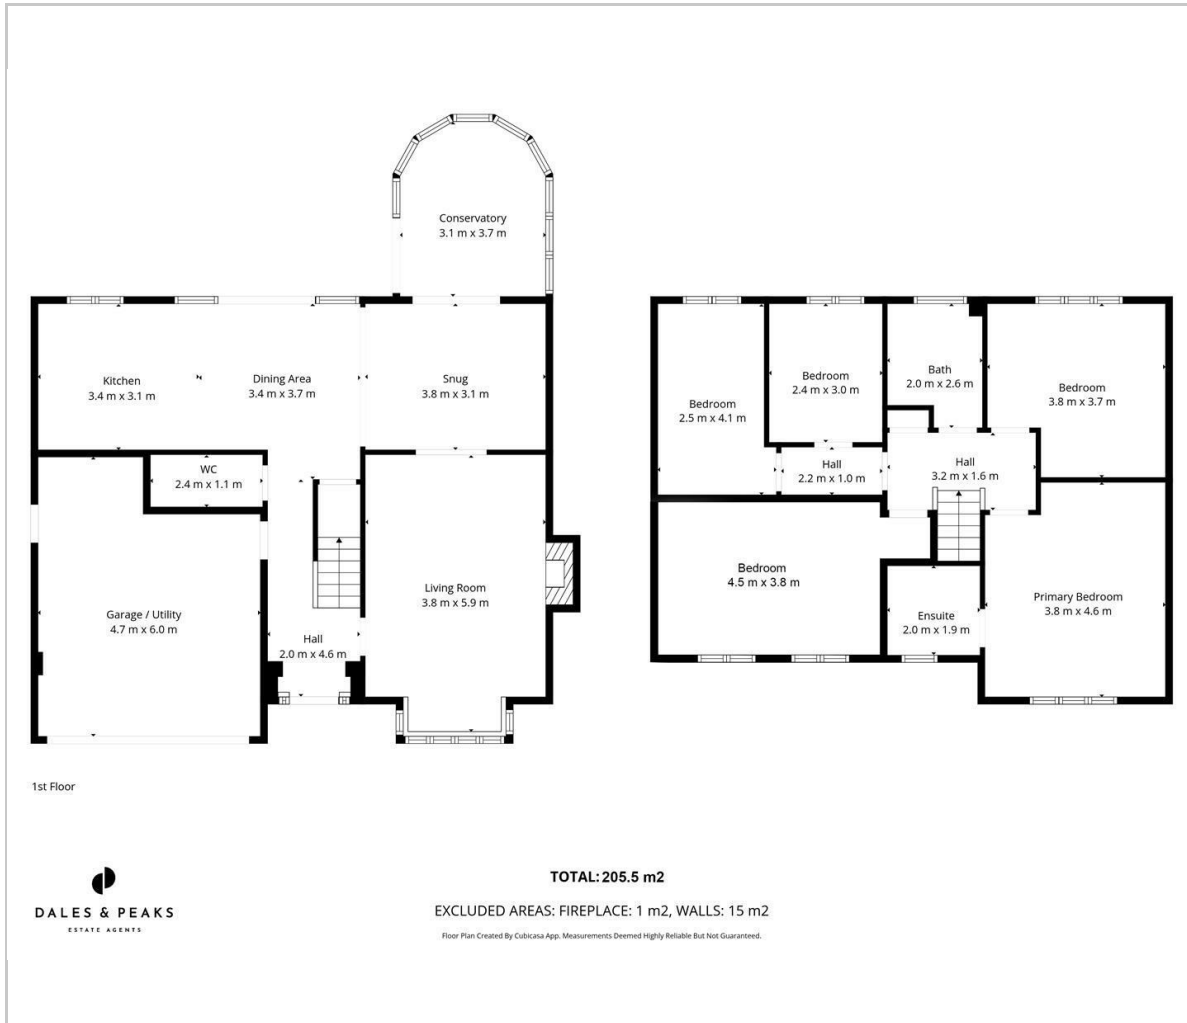 Conservatory
3.1 m x 3.7 m
Kitchen
3.4 m x 3.1 m
Dining Area
3.4 m x 3.7 m
Snug
3.8 m x 3.1 m
WC
2.4 m x 1.1 m
Garage / Utility
4.7 m x 6.0 m
Living Room
3.8 m x 5.9 m
Hall
2.0 m x 4.6 m
Bedroom
2.5 m x 4.1 m
Bedroom
2.4 m x 3.0 m
Bath
2.0 m x 2.6 m
Bedroom
3.8 m x 3.7 m
Hall
2.2 m x 1.0 m
Hall
3.2 m x 1.6 m
Bedroom
4.5 m x 3.8 m
Ensuite
2.0 m x 1.9 m
Primary Bedroom
3.8 m x 4.6 m
1st Floor
DALES & PEAKS
ESTATE AGENTS
TOTAL: 205.5 m2
EXCLUDED AREAS: FIREPLACE: 1 m2, WALLS: 15 m2
Floor Plan Created By Cubicasa App. Measurements Deemed Highly Reliable But Not Guaranteed.